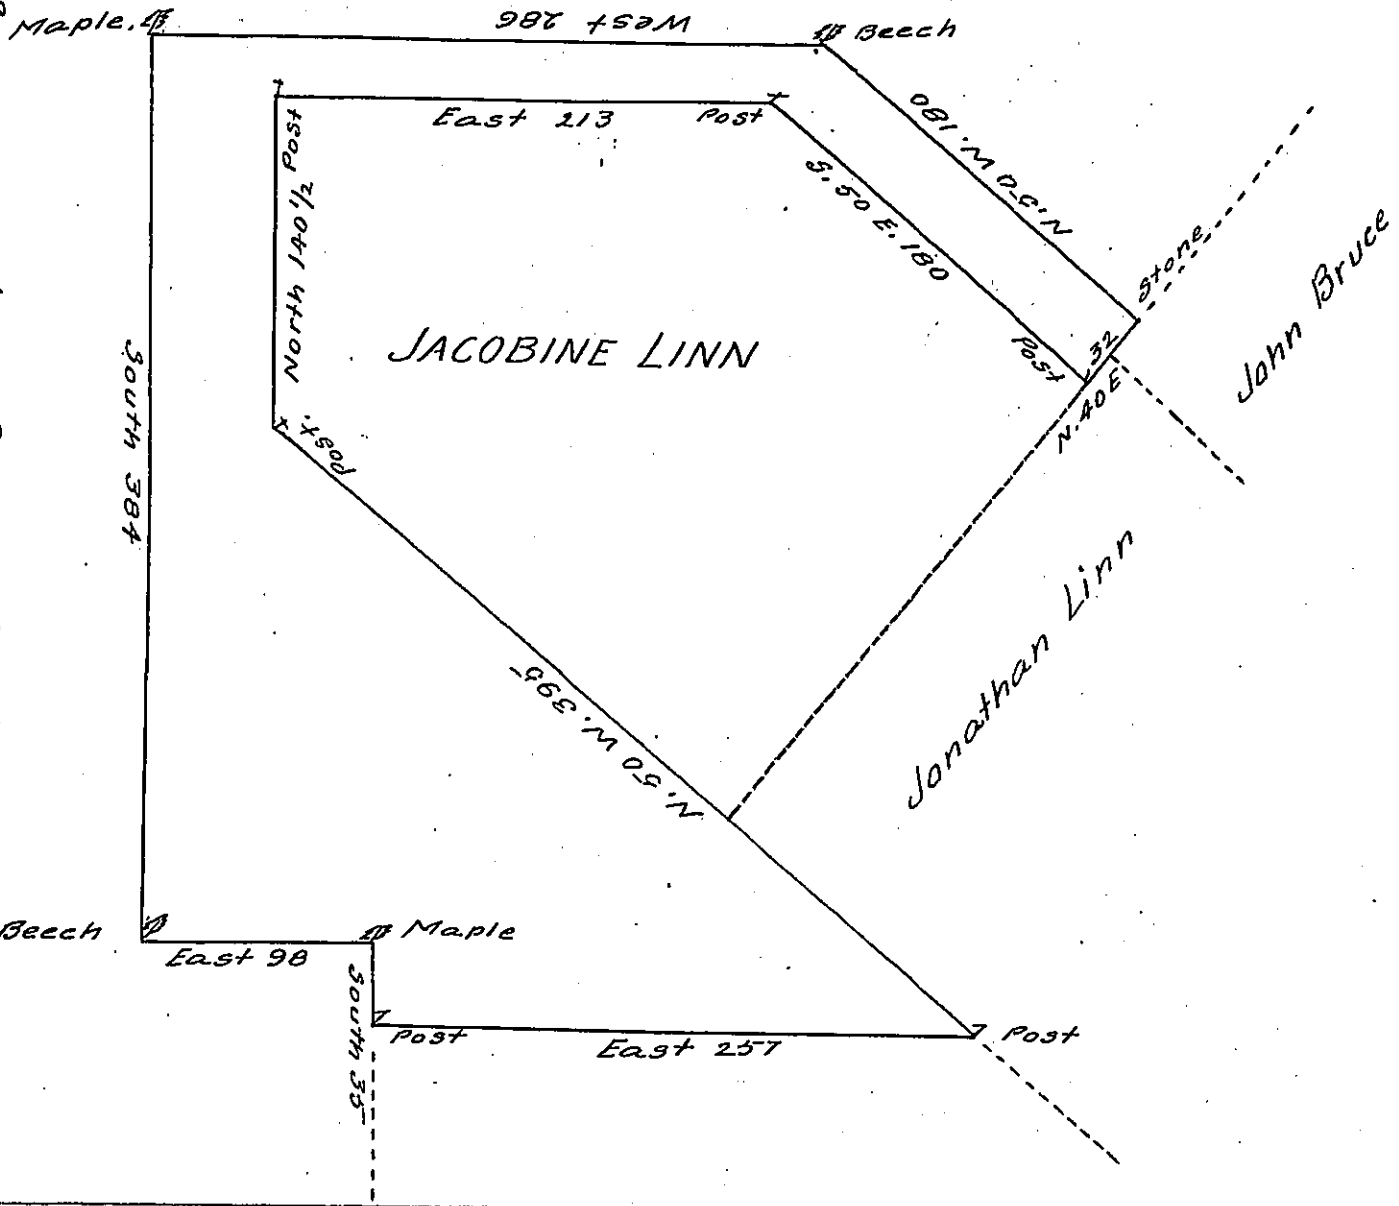 Maple.
West 286
Beech
East 213
Post
Post
North 140 1/2
S. 50 E. 180
N. 50 W. 180
Stone
John Bruce
JACOBINE LINN
Post
32
N. 40 E
South 384
Post.
Jonathan Linn
N. 50 W. 395
Beech
Maple
East 98
South 35
Post
East 257
Post